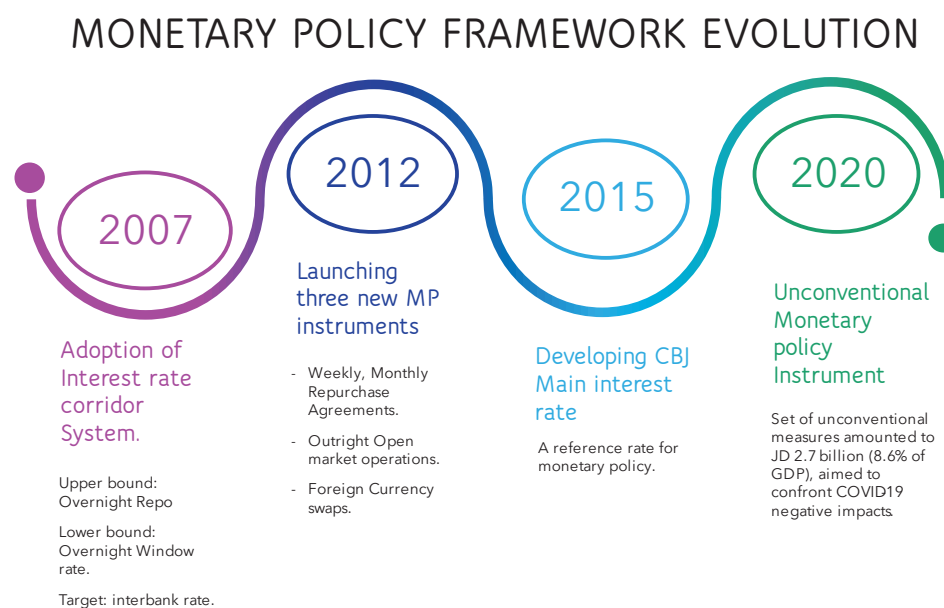 MONETARY POLICY FRAMEWORK EVOLUTION
2007
Adoption of
Interest rate
corridor
System.
Upper bound:
Overnight Repo
Lower bound:
Overnight Window
rate.
Target: interbank rate.
2012
Launching
three new MP
instruments
- Weekly, Monthly
Repurchase
Agreements.
- Outright Open
market operations.
- Foreign Currency
swaps.
2015
Developing CBJ
Main interest
rate
A reference rate for
monetary policy.
2020
Unconventional
Monetary
policy
Instrument
Set of unconventional
measures amounted to
JD 2.7 billion (8.6% of
GDP), aimed to
confront COVID19
negative impacts.